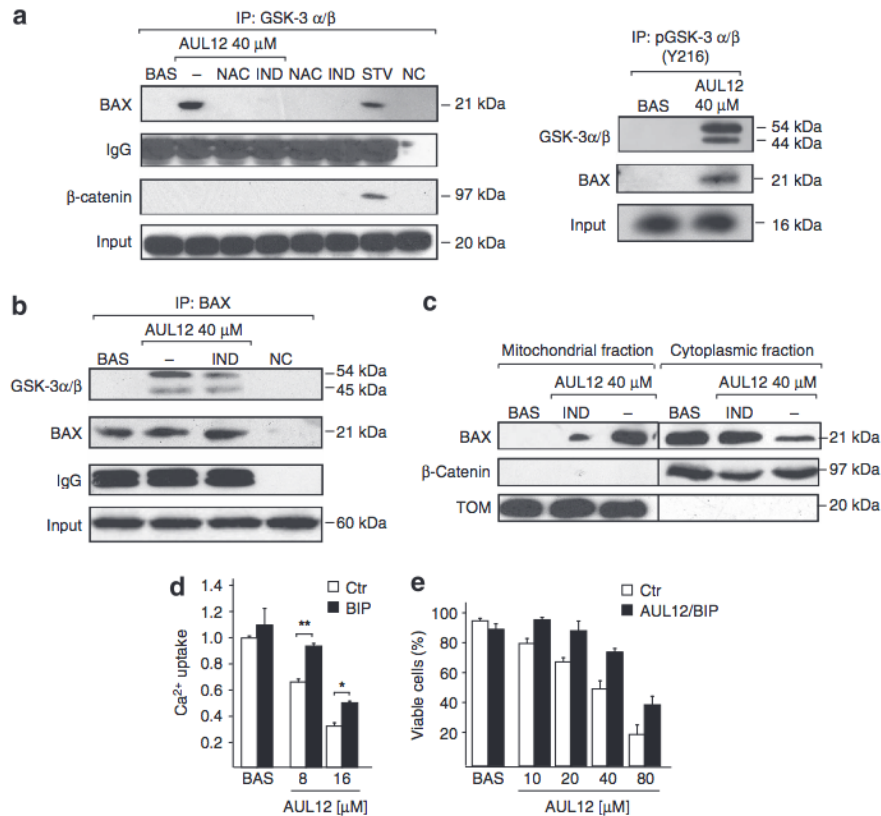 a
IP: GSK-3 α/β
AUL12 40 μM
BAS – NAC IND NAC IND STV NC
BAX 21 kDa
IgG
β-catenin 97 kDa
Input 20 kDa
IP: pGSK-3 α/β
(Y216)
AUL12
BAS 40 μM
GSK-3α/β 54 kDa
44 kDa
BAX 21 kDa
Input 16 kDa
b
IP: BAX
AUL12 40 μM
BAS – IND NC
GSK-3α/β 54 kDa
45 kDa
BAX 21 kDa
IgG
Input 60 kDa
c
Mitochondrial fraction Cytoplasmic fraction
AUL12 40 μM AUL12 40 μM
BAS IND – BAS IND –
BAX 21 kDa
β-Catenin 97 kDa
TOM 20 kDa
d
Ctr
BIP
Ca2+ uptake
1.4
1.2
1.0
0.8
0.6
0.4
0.2
**
*
BAS 8 16
AUL12 [μM]
e
Ctr
AUL12/BIP
Viable cells (%)
100
80
60
40
20
BAS 10 20 40 80
AUL12 [μM]